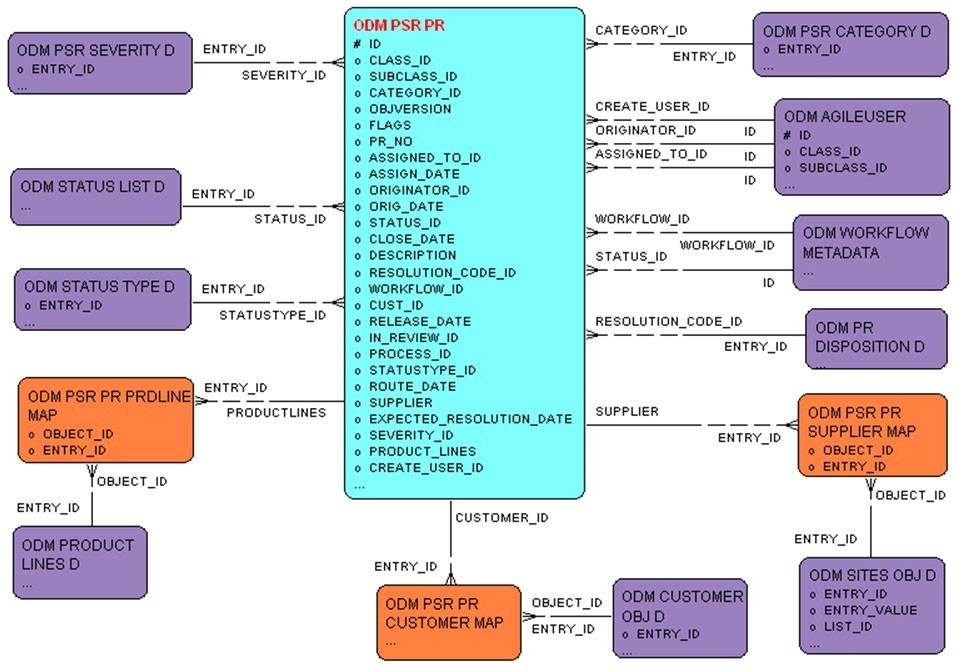 ODM PSR SEVERITY D
o ENTRY_ID
...
ENTRY_ID
SEVERITY_ID
ODM STATUS LIST D
...
ENTRY_ID
STATUS_ID
ODM STATUS TYPE D
o ENTRY_ID
...
ENTRY_ID
STATUSTYPE_ID
ODM PSR PR PRDLINE
MAP
o OBJECT_ID
o ENTRY_ID
ENTRY_ID
PRODUCTLINES
OBJECT_ID
ENTRY_ID
ODM PRODUCT
LINES D
...
ODM PSR PR
# ID
o CLASS_ID
o SUBCLASS_ID
o CATEGORY_ID
o OBJVERSION
o FLAGS
o PR_NO
o ASSIGNED_TO_ID
o ASSIGN_DATE
o ORIGINATOR_ID
o ORIG_DATE
o STATUS_ID
o CLOSE_DATE
o DESCRIPTION
o RESOLUTION_CODE_ID
o WORKFLOW_ID
o CUST_ID
o RELEASE_DATE
o IN_REVIEW_ID
o PROCESS_ID
o STATUSTYPE_ID
o ROUTE_DATE
o SUPPLIER
o EXPECTED_RESOLUTION_DATE
o SEVERITY_ID
o PRODUCT_LINES
o CREATE_USER_ID
...
CUSTOMER_ID
ENTRY_ID
ODM PSR PR
CUSTOMER MAP
...
OBJECT_ID
ENTRY_ID
ODM CUSTOMER
OBJ D
o ENTRY_ID
...
CATEGORY_ID
ENTRY_ID
ODM PSR CATEGORY D
o ENTRY_ID
...
CREATE_USER_ID
ID
ORIGINATOR_ID
ID
ASSIGNED_TO_ID
ID
ODM AGILEUSER
# ID
o CLASS_ID
o SUBCLASS_ID
...
WORKFLOW_ID
WORKFLOW_ID
STATUS_ID
ID
ODM WORKFLOW
METADATA
...
RESOLUTION_CODE_ID
ENTRY_ID
ODM PR
DISPOSITION D
...
SUPPLIER
ENTRY_ID
ODM PSR PR
SUPPLIER MAP
o OBJECT_ID
o ENTRY_ID
OBJECT_ID
ENTRY_ID
ODM SITES OBJ D
o ENTRY_ID
o ENTRY_VALUE
o LIST_ID
...